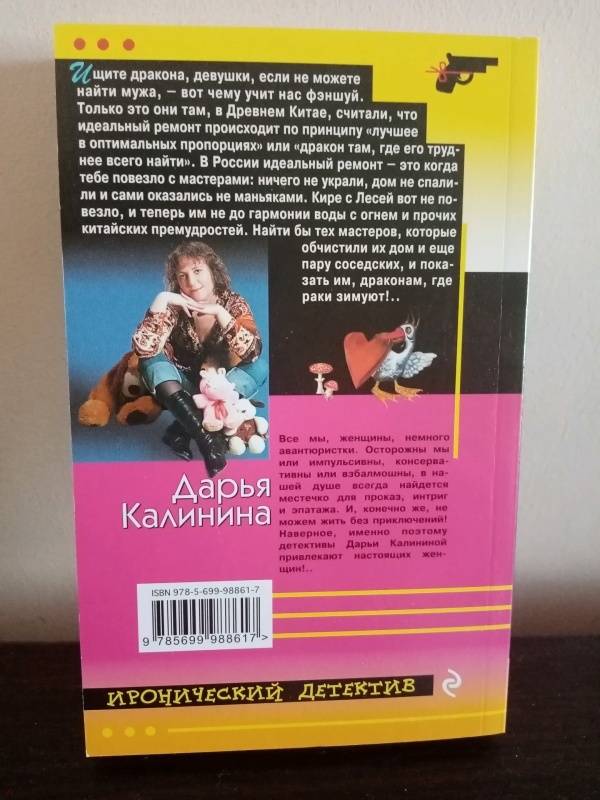 Ищите дракона, девушки, если не можете
найти мужа, – вот чему учит нас фэншуй.
Только это они там, в Древнем Китае, считали, что
идеальный ремонт происходит по принципу «лучшее
в оптимальных пропорциях» или «дракон там, где его труд-
нее всего найти». В России идеальный ремонт – это когда
тебе повезло с мастерами: ничего не украли, дом не спали-
ли и сами оказались не маньяками. Кире с Лесей вот не по-
везло, и теперь им не до гармонии воды с огнем и прочих
китайских премудростей. Найти бы тех мастеров, которые
обчистили их дом и еще
пару соседских, и пока-
зать им, драконам, где
раки зимуют!..
Все мы, женщины, немного
авантюристки. Осторожны мы
или импульсивны, консерва-
тивны или взбалмошны, в на-
шей душе всегда найдется
местечко для проказ, интриг
и эпатажа. И, конечно же, не
можем жить без приключений!
Наверное, именно поэтому
детективы Дарьи Калининой
привлекают настоящих жен-
щин!..
Дарья
Калинина
ISBN 978-5-699-98861-7
9 785699 988617 >
ИРОНИЧЕСКИЙ ДЕТЕКТИВ